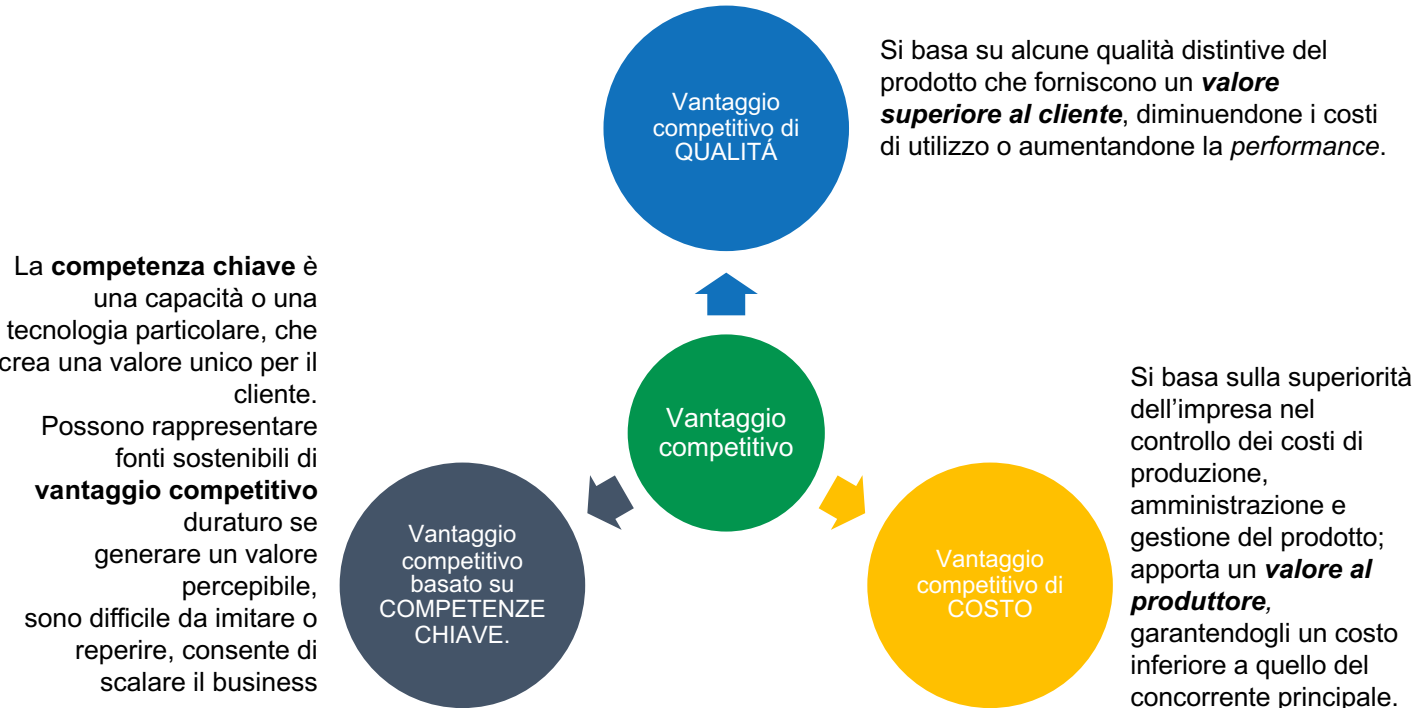 Vantaggio
competitivo di
QUALITÁ
Si basa su alcune qualità distintive del
prodotto che forniscono un valore
superiore al cliente, diminuendone i costi
di utilizzo o aumentandone la performance.
La competenza chiave è
una capacità o una
tecnologia particolare, che
crea una valore unico per il
cliente.
Possono rappresentare
fonti sostenibili di
vantaggio competitivo
duraturo se
generare un valore
percepibile,
sono difficile da imitare o
reperire, consente di
scalare il business
Vantaggio
competitivo
Vantaggio
competitivo
basato su
COMPETENZE
CHIAVE.
Vantaggio
competitivo di
COSTO
Si basa sulla superiorità
dell’impresa nel
controllo dei costi di
produzione,
amministrazione e
gestione del prodotto;
apporta un valore al
produttore,
garantendogli un costo
inferiore a quello del
concorrente principale.